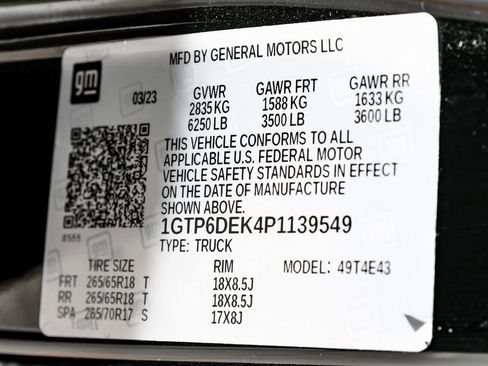 MFD BY GENERAL MOTORS LLC
gm
03/23
GVWR GAWR FRT GAWR RR
2835 KG 1588 KG 1633 KG
6250 LB 3500 LB 3600 LB
THIS VEHICLE CONFORMS TO ALL
APPLICABLE U.S. FEDERAL MOTOR
VEHICLE SAFETY STANDARDS IN EFFECT
ON THE DATE OF MANUFACTURE
SHOWN ABOVE.
8555
1GTP6DEK4P1139549
TYPE: TRUCK
TIRE SIZE RIM MODEL: 49T4E43
FRT 265/65R18 T 18X8.5J
RR 265/65R18 T 18X8.5J
SPA 285/70R17 S 17X8J